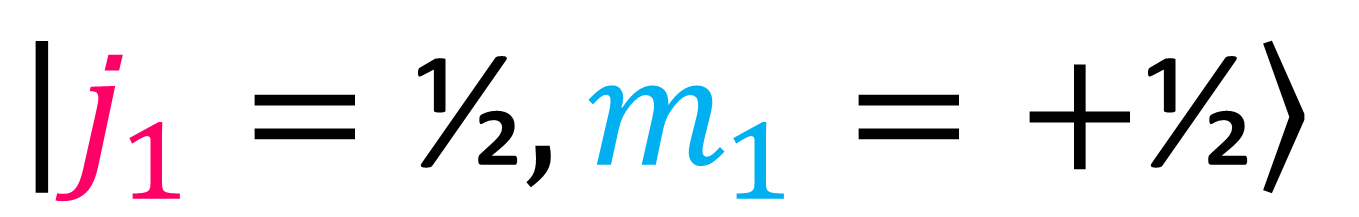 |j₁ = ½, m₁ = +½⟩